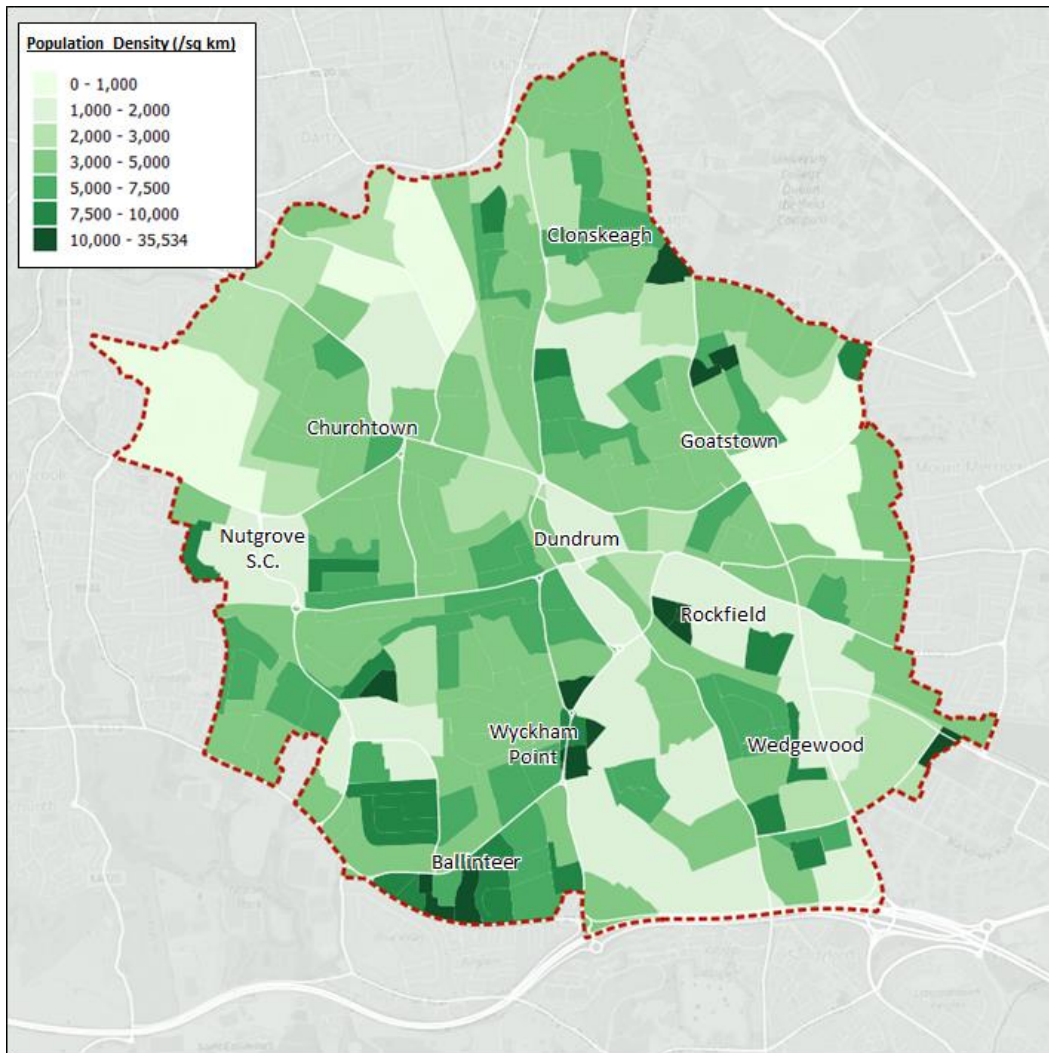 Population Density (/sq km)
0 - 1,000
1,000 - 2,000
2,000 - 3,000
3,000 - 5,000
5,000 - 7,500
7,500 - 10,000
10,000 - 35,534
Clonskeagh
Churchtown
Goatstown
Nutgrove
S.C.
Dundrum
Rockfield
Wyckham
Point
Wedgewood
Ballinteer